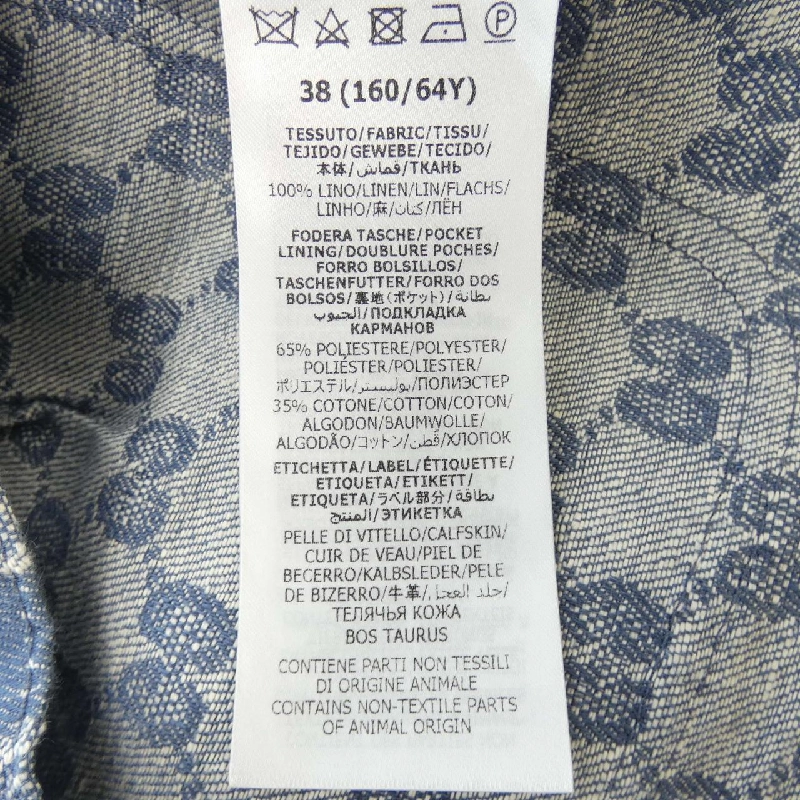 P
38 (160/64Y)
TESSUTO/FABRIC/TISSU/
TEJIDO/GEWEBE/TECIDO/
本体/قماش/ТКАНЬ
100% LINO/LINEN/LIN/FLACHS/
LINHO/麻/كتان/ЛЁН
FODERA TASCHE/POCKET
LINING/DOUBLURE POCHES/
FORRO BOLSILLOS/
TASCHENFUTTER/FORRO DOS
BOLSOS/裏地(ポケット)/بطانة
الجيوب/ПОДКЛАДКА
КАРМАНОВ
65% POLIESTERE/POLYESTER/
POLIÉSTER/POLIESTER/
ポリエステル/بوليستر/ПОЛИЭСТЕР
35% COTONE/COTTON/COTON/
ALGODON/BAUMWOLLE/
ALGODÃO/コットン/قطن/ХЛОПОК
ETICHETTA/LABEL/ÉTIQUETTE/
ETIQUETA/ETIKETT/
ETIQUETA/ラベル部分/بطاقة
المنتج/ЭТИКЕТКА
PELLE DI VITELLO/CALFSKIN/
CUIR DE VEAU/PIEL DE
BECERRO/KALBSLEDER/PELE
DE BIZERRO/牛革/جلد العجل/
ТЕЛЯЧЬЯ КОЖА
BOS TAURUS
CONTIENE PARTI NON TESSILI
DI ORIGINE ANIMALE
CONTAINS NON-TEXTILE PARTS
OF ANIMAL ORIGIN